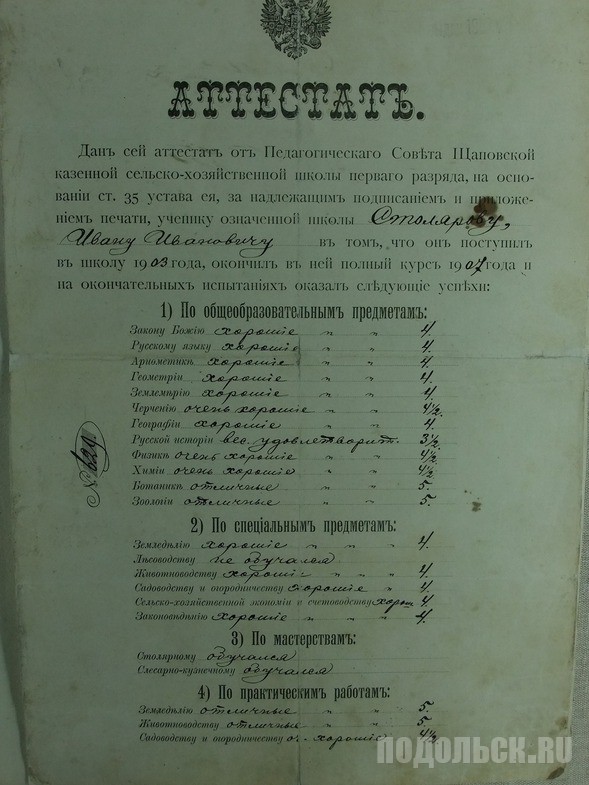 АТТЕСТАТЪ.
Данъ сей аттестатъ отъ Педагогическаго Совѣта Щаповской
казенной сельско-хозяйственной школы перваго разряда, на осно-
ваніи ст. 35 устава ея, за надлежащимъ подписаніемъ и приложе-
ніемъ печати, ученику означенной школы Столярову,
Ивану Ивановичу въ томъ, что онъ поступилъ
въ школу 1903 года, окончилъ въ ней полный курсъ 1907 года и
на окончательныхъ испытаніяхъ оказалъ слѣдующіе успѣхи:
1) По общеобразовательнымъ предметамъ:
Закону Божію хорошіе " " 4.
Русскому языку хорошіе " " 4.
Ариѳметикѣ хорошіе " " 4.
Геометріи хорошіе " " 4.
Землемѣрію хорошіе " " 4.
Черченію очень хорошіе " " 4½.
Географіи хорошіе " " 4.
Русской исторіи вес. удовлетворит. 3½
Физикѣ очень хорошіе " " 4½
Химіи очень хорошіе " " 4½
Ботаникѣ отличные " " 5.
Зоологіи отличные " " 5.
№ 629.
2) По спеціальнымъ предметамъ:
Земледѣлію хорошіе " " " 4.
Лѣсоводству не обучался
Животноводству хорошіе " " " 4.
Садоводству и огородничеству хорошіе " 4.
Сельско-хозяйственной экономіи и счетоводству хорош. 4.
Законовѣдѣнію хорошіе " " " 4.
3) По мастерствамъ:
Столярному обучался
Слесарно-кузнечному обучался
4) По практическимъ работамъ:
Земледѣлію отличные " " " 5
Животноводству отличные " " 5
Садоводству и огородничеству оч. хорошіе 4½
ПОДОЛЬСК.RU